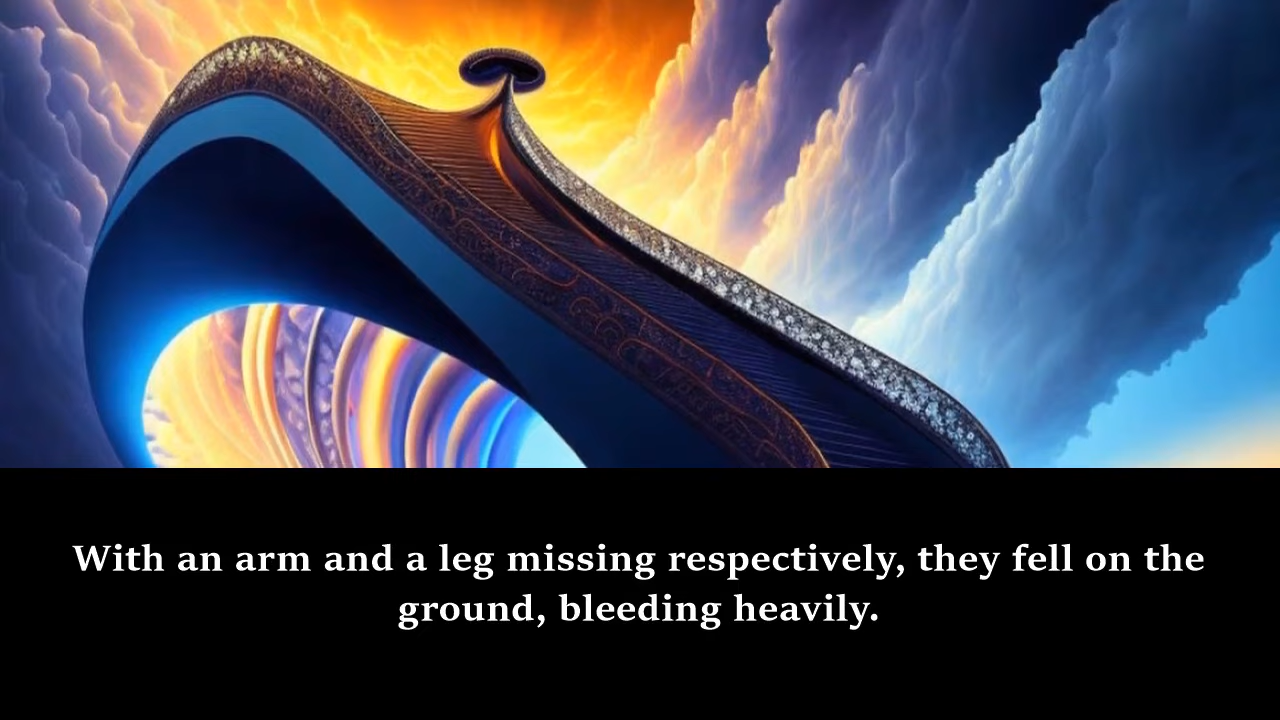 With an arm and a leg missing respectively, they fell on the
ground, bleeding heavily.